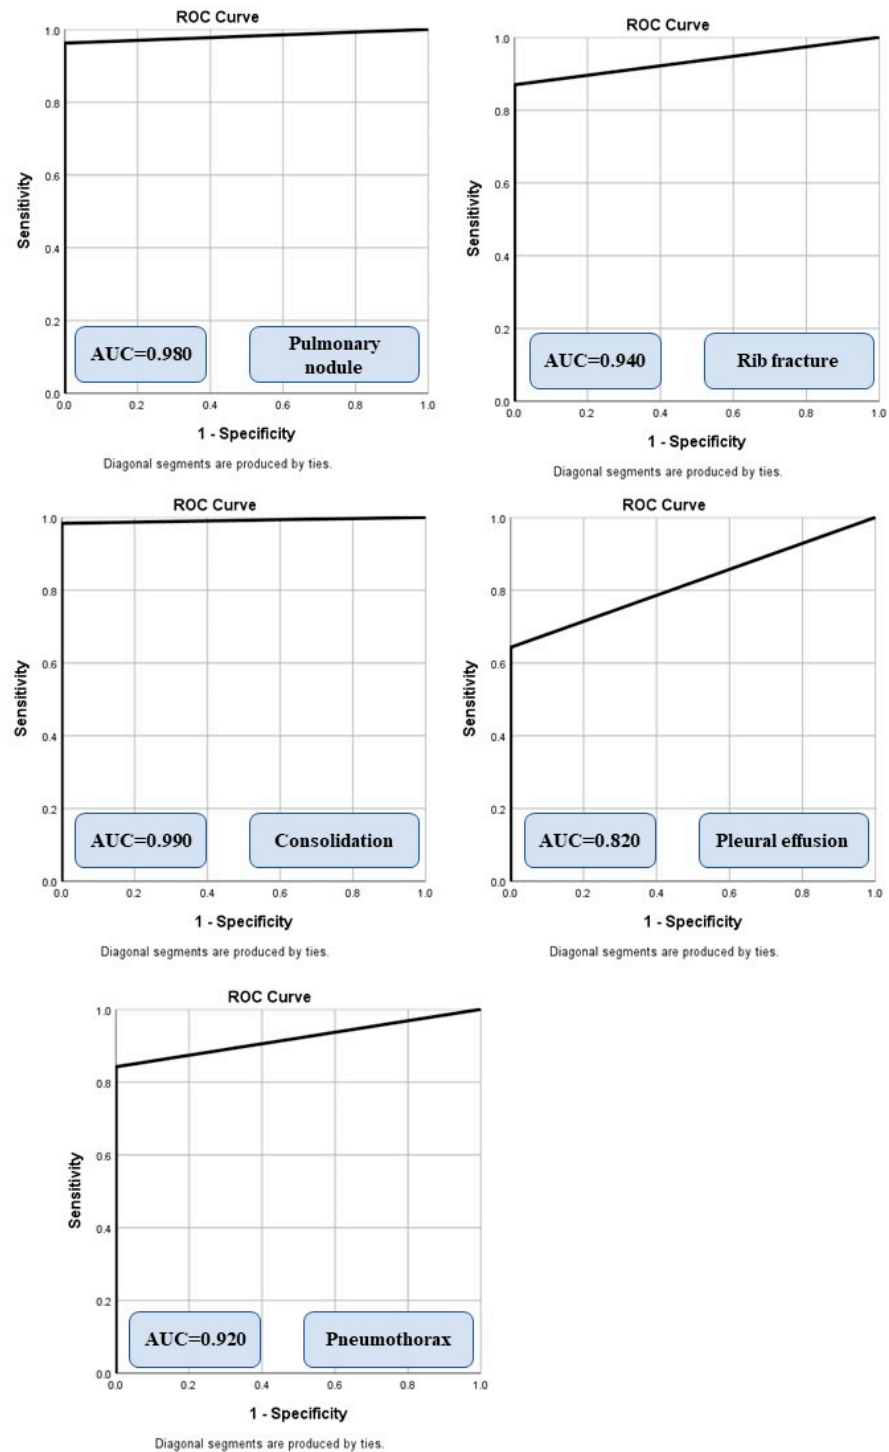 ROC Curve
1.0
0.8
0.6
0.4
0.2
0.0
Sensitivity
AUC=0.980
Pulmonary
nodule
0.0 0.2 0.4 0.6 0.8 1.0
1 - Specificity
Diagonal segments are produced by ties.
ROC Curve
1.0
0.8
0.6
0.4
0.2
0.0
Sensitivity
AUC=0.940
Rib fracture
0.0 0.2 0.4 0.6 0.8 1.0
1 - Specificity
Diagonal segments are produced by ties.
ROC Curve
1.0
0.8
0.6
0.4
0.2
0.0
Sensitivity
AUC=0.990
Consolidation
0.0 0.2 0.4 0.6 0.8 1.0
1 - Specificity
Diagonal segments are produced by ties.
ROC Curve
1.0
0.8
0.6
0.4
0.2
0.0
Sensitivity
AUC=0.820
Pleural effusion
0.0 0.2 0.4 0.6 0.8 1.0
1 - Specificity
Diagonal segments are produced by ties.
ROC Curve
1.0
0.8
0.6
0.4
0.2
0.0
Sensitivity
AUC=0.920
Pneumothorax
0.0 0.2 0.4 0.6 0.8 1.0
1 - Specificity
Diagonal segments are produced by ties.